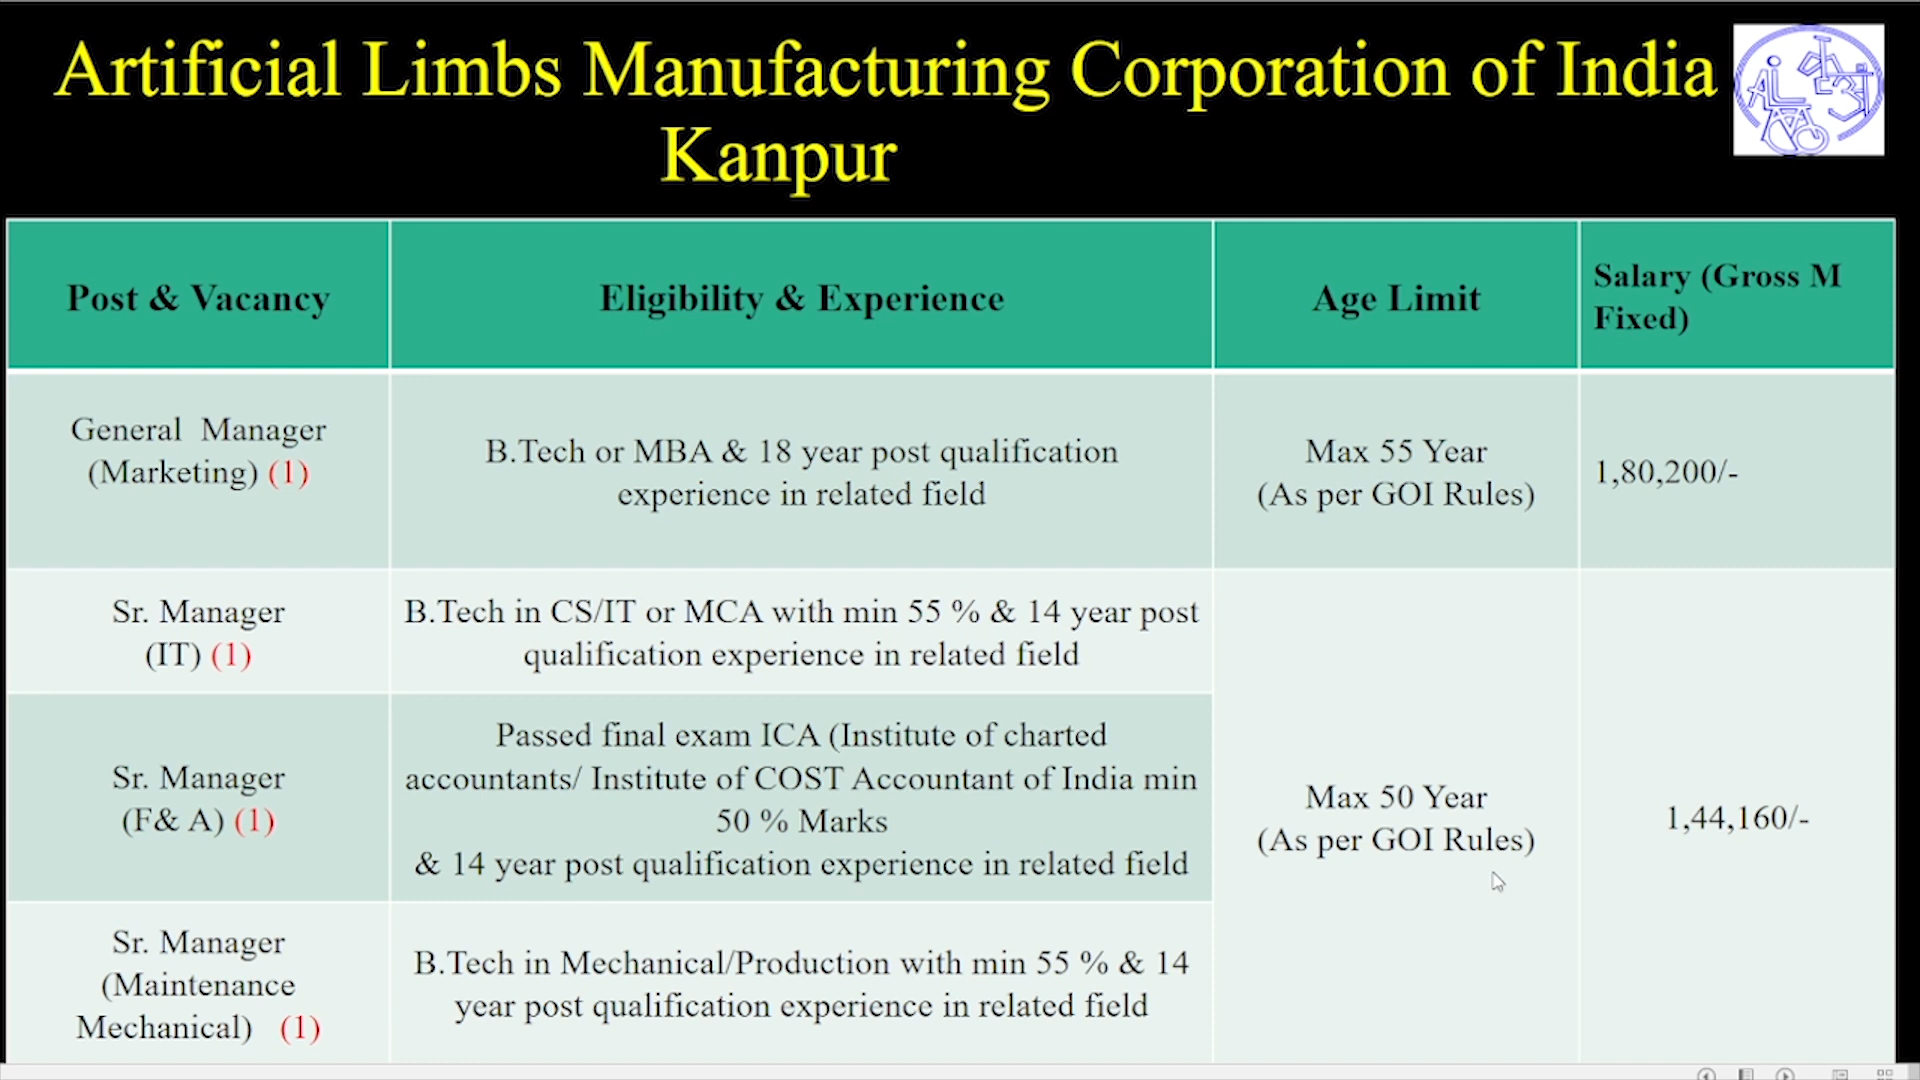 Artificial Limbs Manufacturing Corporation of India
Kanpur
Post & Vacancy
Eligibility & Experience
Age Limit
Salary (Gross M
Fixed)
General Manager
(Marketing) (1)
B.Tech or MBA & 18 year post qualification
experience in related field
Max 55 Year
(As per GOI Rules)
1,80,200/-
Sr. Manager
(IT) (1)
B.Tech in CS/IT or MCA with min 55 % & 14 year post
qualification experience in related field
Sr. Manager
(F& A) (1)
Passed final exam ICA (Institute of charted
accountants/ Institute of COST Accountant of India min
50 % Marks
& 14 year post qualification experience in related field
Max 50 Year
(As per GOI Rules)
1,44,160/-
Sr. Manager
(Maintenance
Mechanical) (1)
B.Tech in Mechanical/Production with min 55 % & 14
year post qualification experience in related field